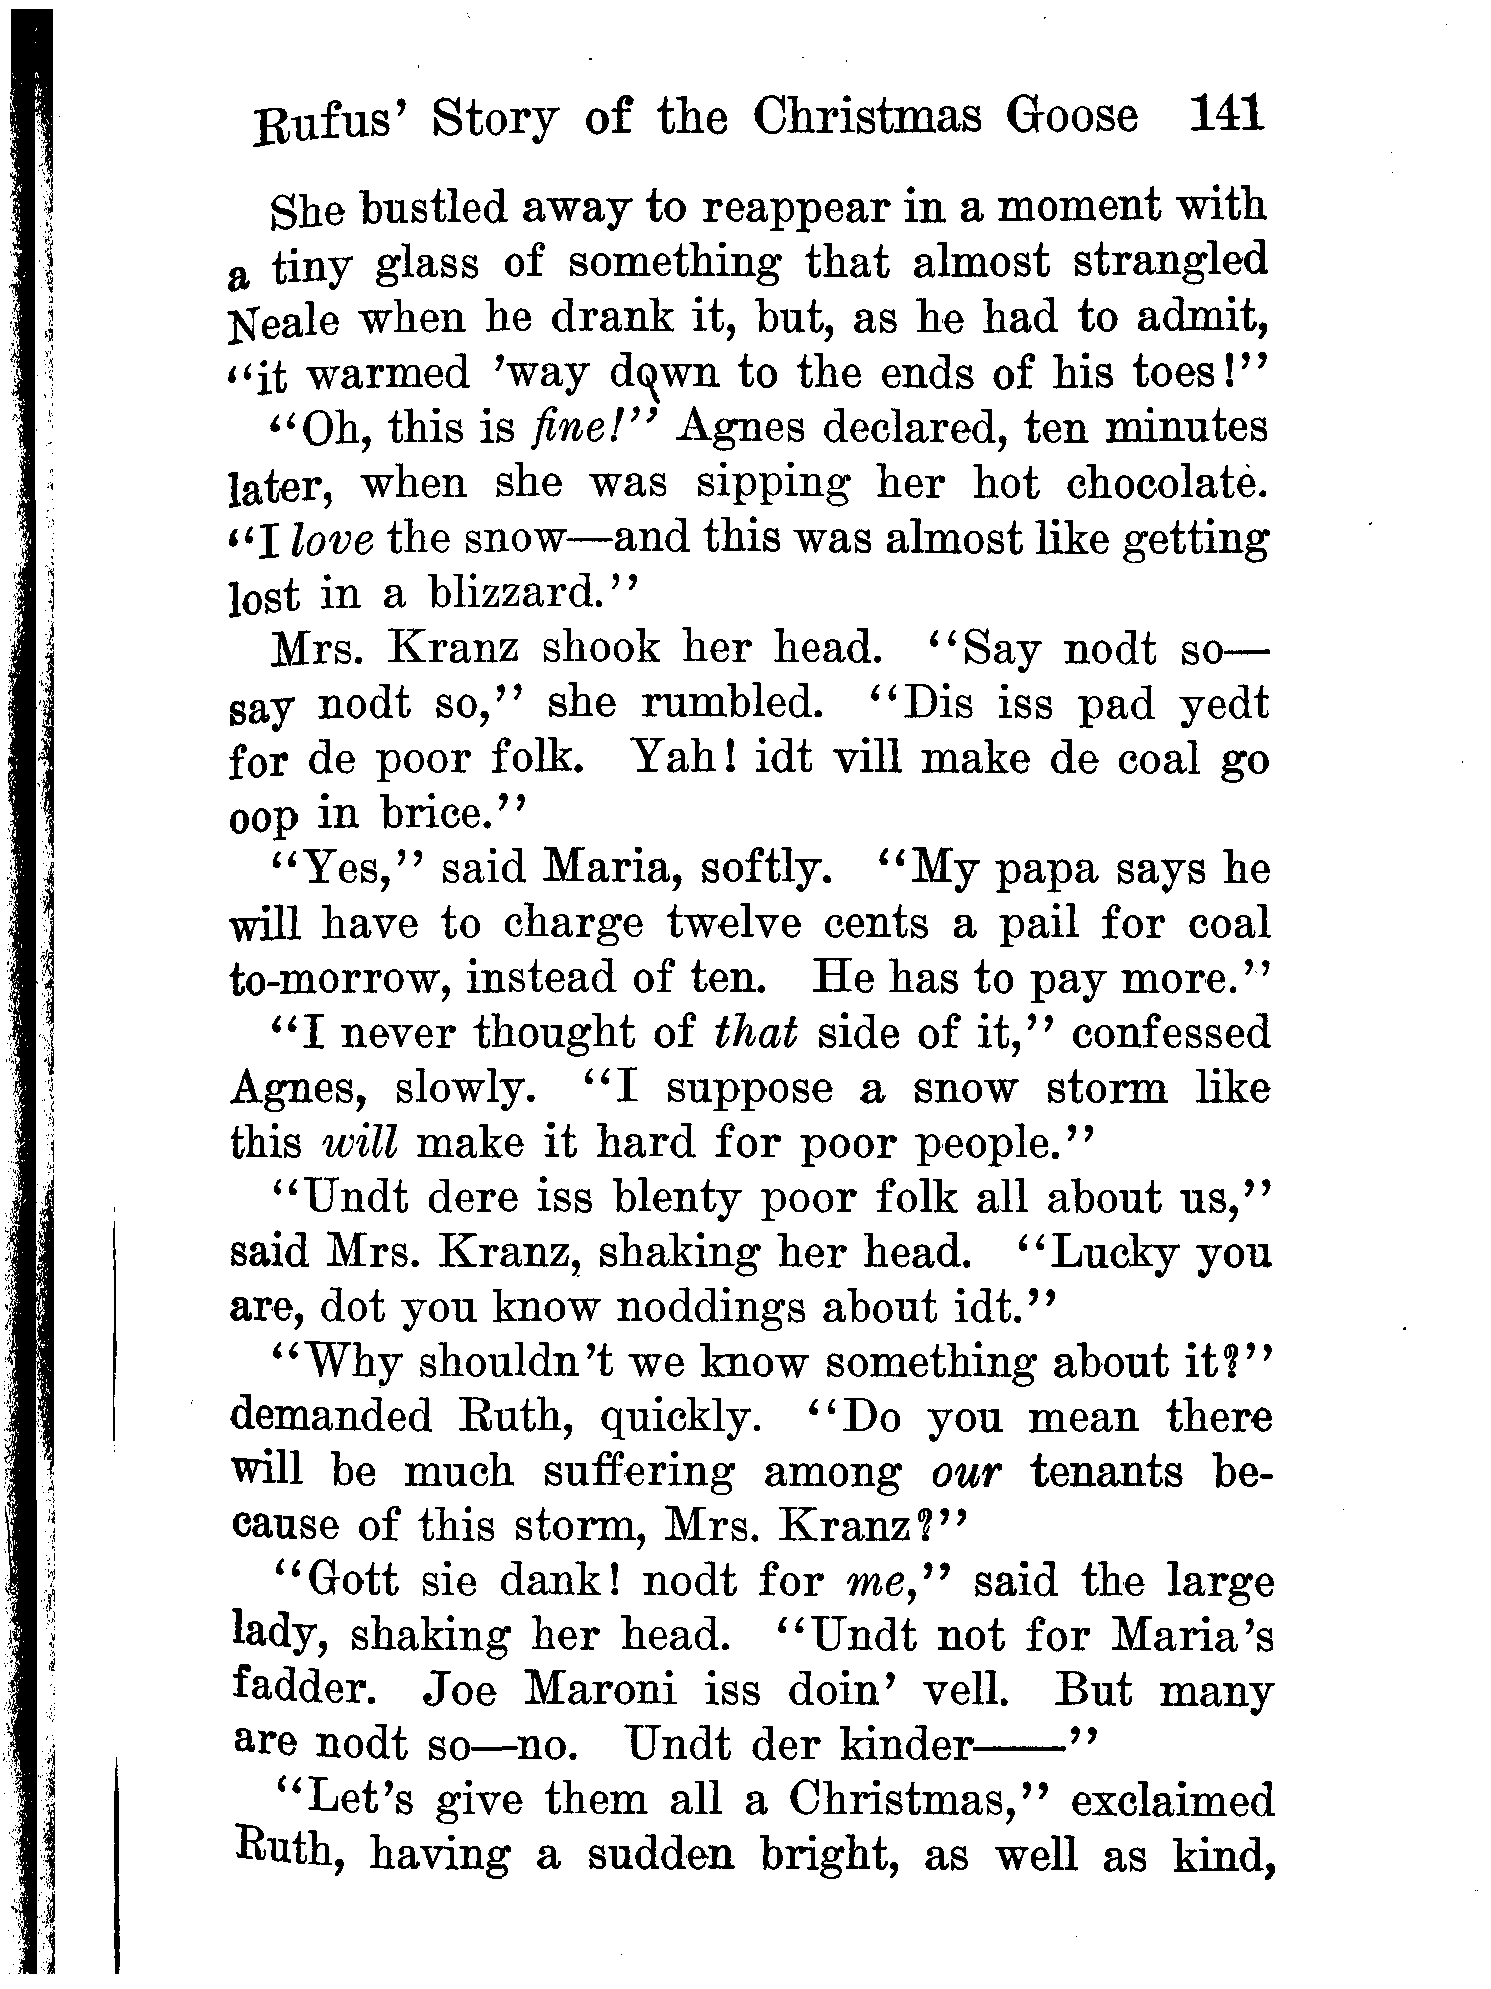 Rufus' Story of the Christmas Goose 141
She bustled away to reappear in a moment with
a tiny glass of something that almost strangled
Neale when he drank it, but, as he had to admit,
"it warmed 'way down to the ends of his toes!"
"Oh, this is fine!" Agnes declared, ten minutes
later, when she was sipping her hot chocolate.
"I love the snow—and this was almost like getting
lost in a blizzard."
Mrs. Kranz shook her head. "Say nodt so—
say nodt so," she rumbled. "Dis iss pad yedt
for de poor folk. Yah! idt vill make de coal go
oop in brice."
"Yes," said Maria, softly. "My papa says he
will have to charge twelve cents a pail for coal
to-morrow, instead of ten. He has to pay more."
"I never thought of that side of it," confessed
Agnes, slowly. "I suppose a snow storm like
this will make it hard for poor people."
"Undt dere iss blenty poor folk all about us,"
said Mrs. Kranz, shaking her head. "Lucky you
are, dot you know noddings about idt."
"Why shouldn't we know something about it?"
demanded Ruth, quickly. "Do you mean there
will be much suffering among our tenants be-
cause of this storm, Mrs. Kranz?"
"Gott sie dank! nodt for me," said the large
lady, shaking her head. "Undt not for Maria's
fadder. Joe Maroni iss doin' vell. But many
are nodt so—no. Undt der kinder——"
"Let's give them all a Christmas," exclaimed
Ruth, having a sudden bright, as well as kind,